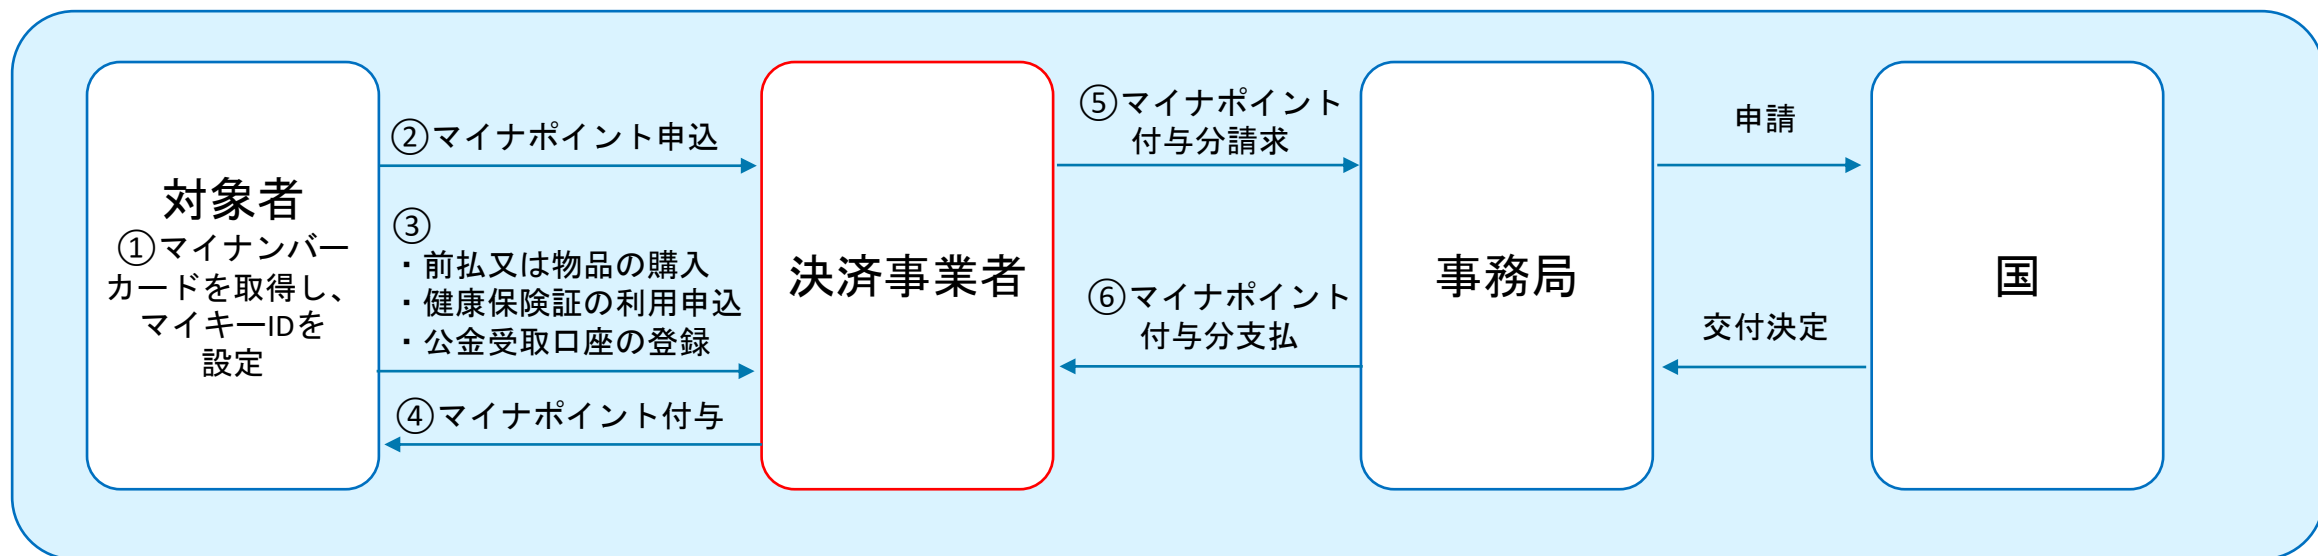 対象者
①マイナンバー
カードを取得し、
マイキーIDを
設定
②マイナポイント申込
③
・前払又は物品の購入
・健康保険証の利用申込
・公金受取口座の登録
④マイナポイント付与
決済事業者
⑤マイナポイント
付与分請求
⑥マイナポイント
付与分支払
事務局
申請
交付決定
国